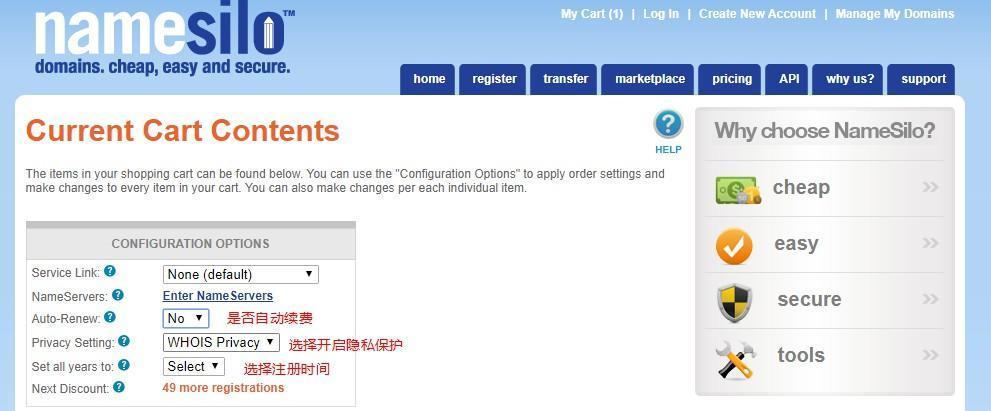 My Cart (1) | Log In | Create New Account | Manage My Domains
namesilo™
domains. cheap, easy and secure.
home register transfer marketplace pricing API why us? support
Current Cart Contents
? HELP
The items in your shopping cart can be found below. You can use the "Configuration Options" to apply order settings and
make changes to every item in your cart. You can also make changes per each individual item.
CONFIGURATION OPTIONS
Service Link: ? None (default)
NameServers: ? Enter NameServers
Auto-Renew: ? No 是否自动续费
Privacy Setting: ? WHOIS Privacy 选择开启隐私保护
Set all years to: ? Select 选择注册时间
Next Discount: ? 49 more registrations
Why choose NameSilo?
cheap »
easy »
secure »
tools »